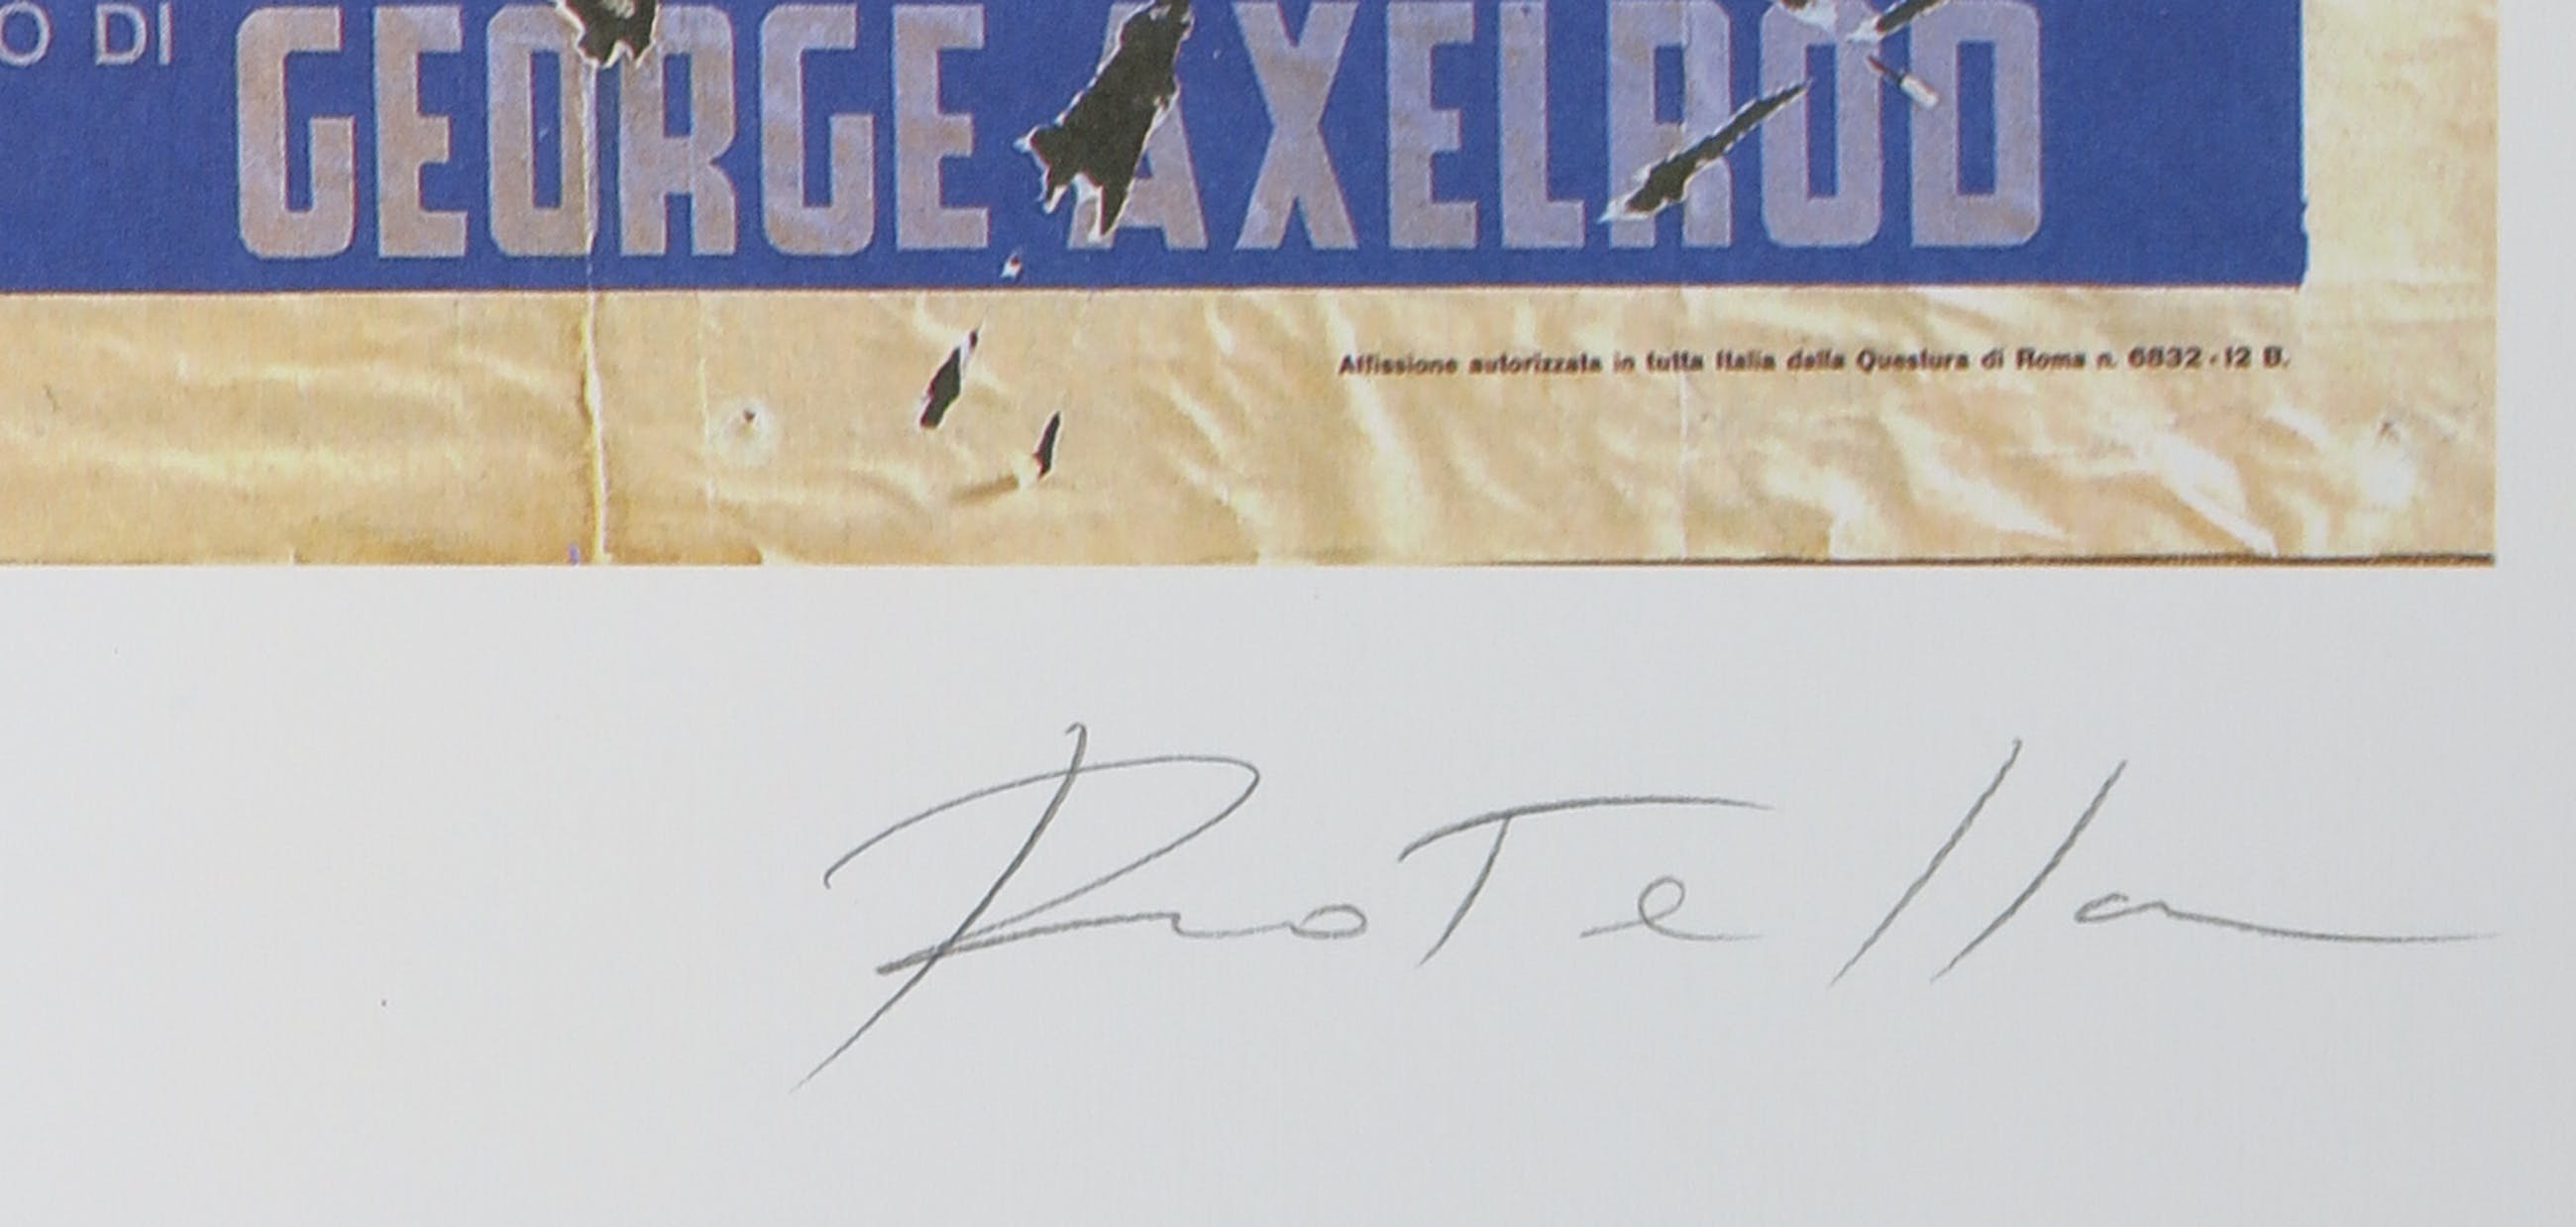 O DI GEORGE AXELROD
Affissione autorizzata in tutta Italia dalla Questura di Roma n. 6832 - 12 B.
Rotella